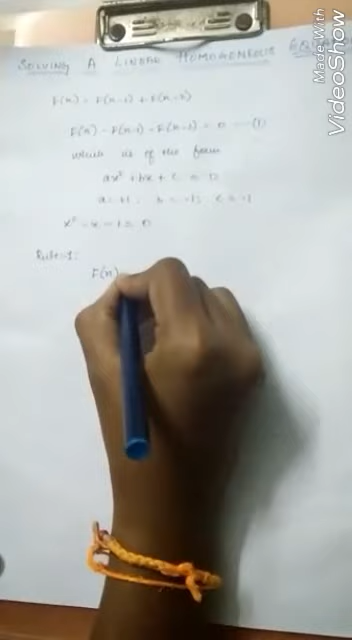 SOLVING A LINEAR HOMOGENEOUS EQU
F(n) = F(n-1) + F(n-2)
F(n) - F(n-1) - F(n-2) = 0 --- (1)
which is of the form
ax² + bx + c = 0
a = +1, b = -1, c = -1
x² - x - 1 = 0
Rule-1:
F(n)
Made With
VideoShow